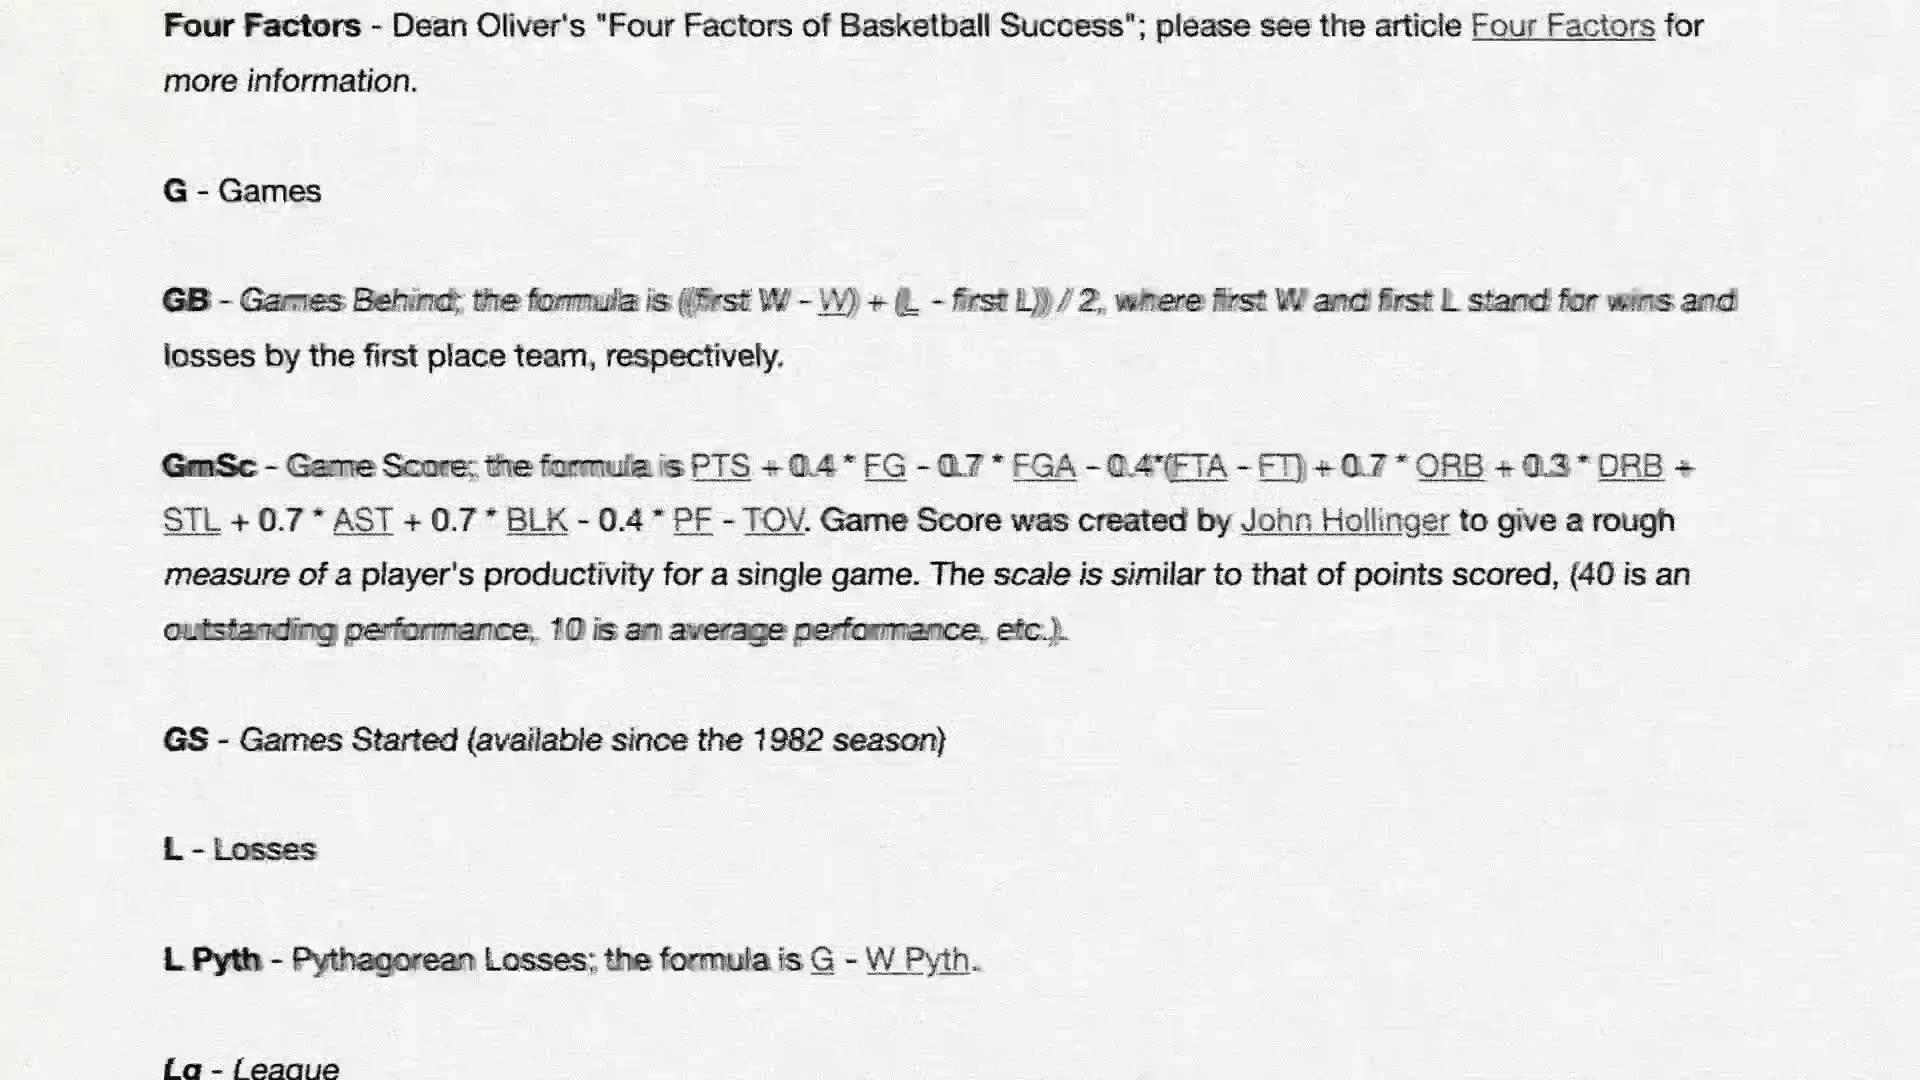 Four Factors - Dean Oliver's "Four Factors of Basketball Success"; please see the article Four Factors for
more information.
G - Games
GB - Games Behind; the formula is ((first W - W) + (L - first L)) / 2, where first W and first L stand for wins and
losses by the first place team, respectively.
GmSc - Game Score; the formula is PTS + 0.4 * FG - 0.7 * FGA - 0.4*(FTA - FT) + 0.7 * ORB + 0.3 * DRB +
STL + 0.7 * AST + 0.7 * BLK - 0.4 * PF - TOV. Game Score was created by John Hollinger to give a rough
measure of a player's productivity for a single game. The scale is similar to that of points scored, (40 is an
outstanding performance, 10 is an average performance, etc.).
GS - Games Started (available since the 1982 season)
L - Losses
L Pyth - Pythagorean Losses; the formula is G - W Pyth.
Lg - League